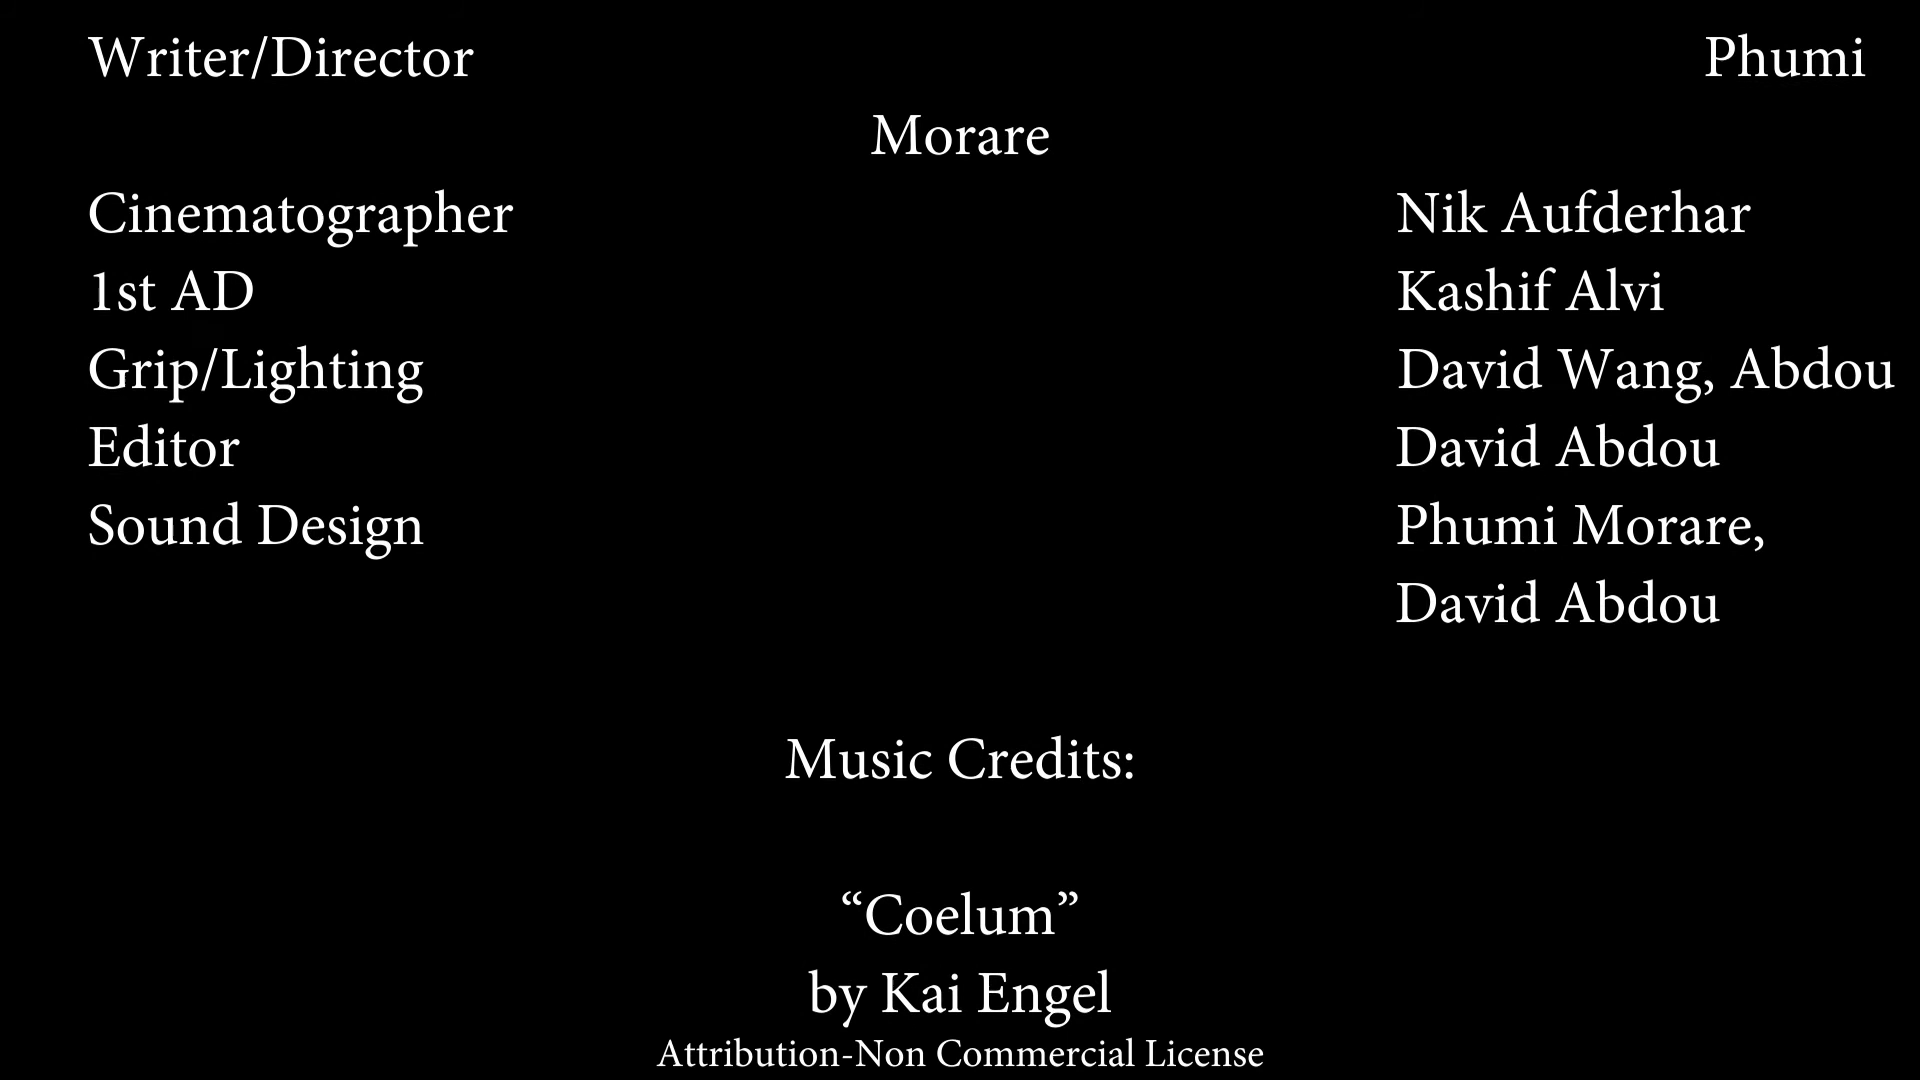 Writer/Director Phumi
Morare
Cinematographer Nik Aufderhar
1st AD Kashif Alvi
Grip/Lighting David Wang, Abdou
Editor David Abdou
Sound Design Phumi Morare,
David Abdou
Music Credits:
“Coelum”
by Kai Engel
Attribution-Non Commercial License